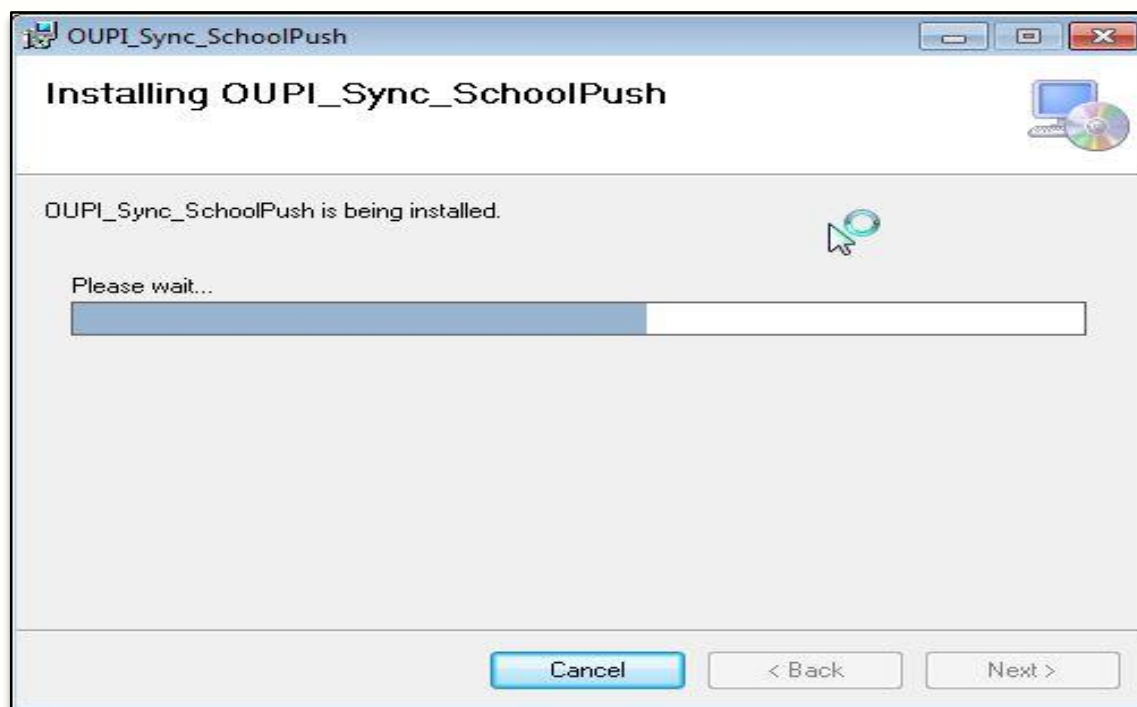 OUPI_Sync_SchoolPush
Installing OUPI_Sync_SchoolPush
OUPI_Sync_SchoolPush is being installed.
Please wait...
Cancel
< Back
Next >